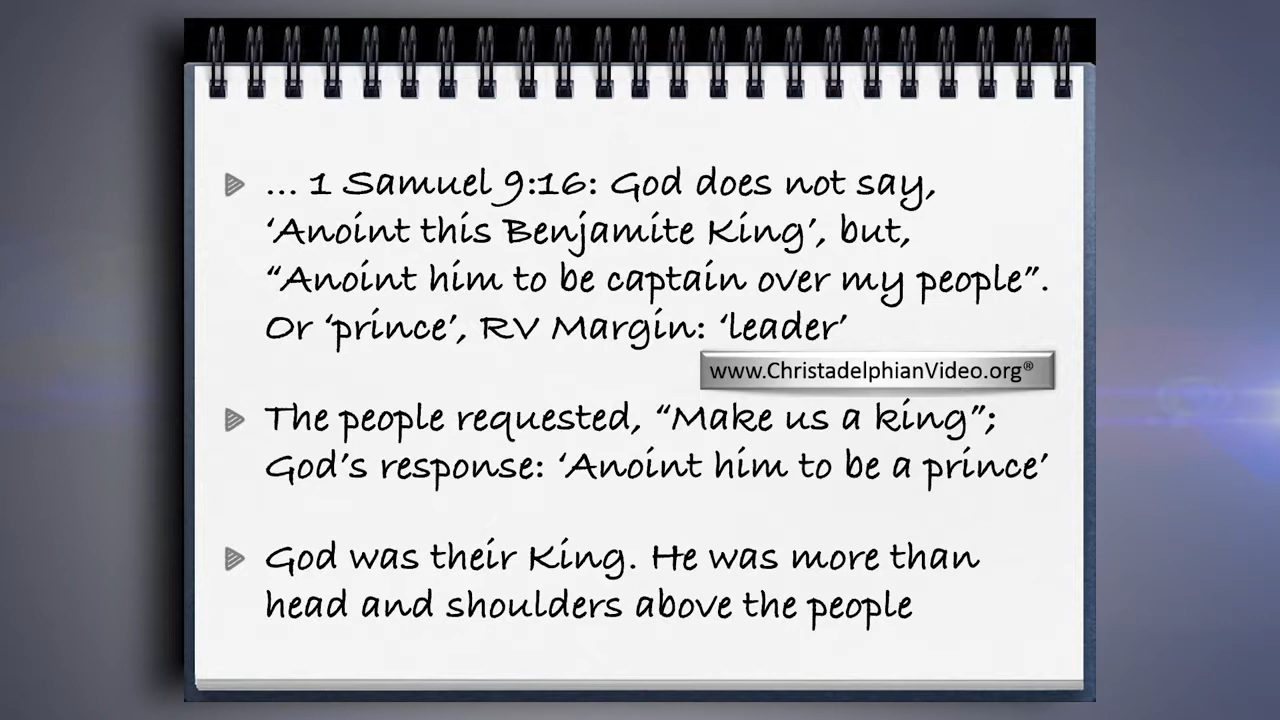 ... 1 Samuel 9:16: God does not say,
‘Anoint this Benjamite King’, but,
“Anoint him to be captain over my people”.
Or ‘prince’, RV Margin: ‘leader’
www.ChristadelphianVideo.org®
The people requested, “Make us a king”;
God’s response: ‘Anoint him to be a prince’
God was their King. He was more than
head and shoulders above the people